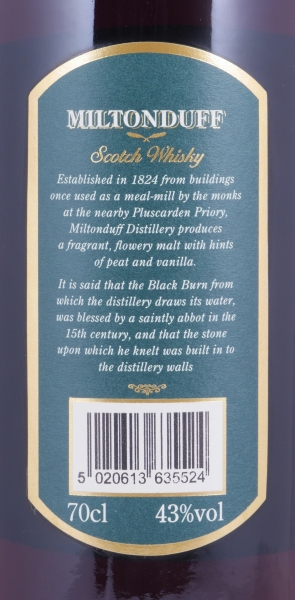 MILTONDUFF
Scotch Whisky
Established in 1824 from buildings
once used as a meal-mill by the monks
at the nearby Pluscarden Priory,
Miltonduff Distillery produces
a fragrant, flowery malt with hints
of peat and vanilla.
It is said that the Black Burn from
which the distillery draws its water,
was blessed by a saintly abbot in the
15th century, and that the stone
upon which he knelt was built in to
the distillery walls
5 020613 635524
70cl 43%vol